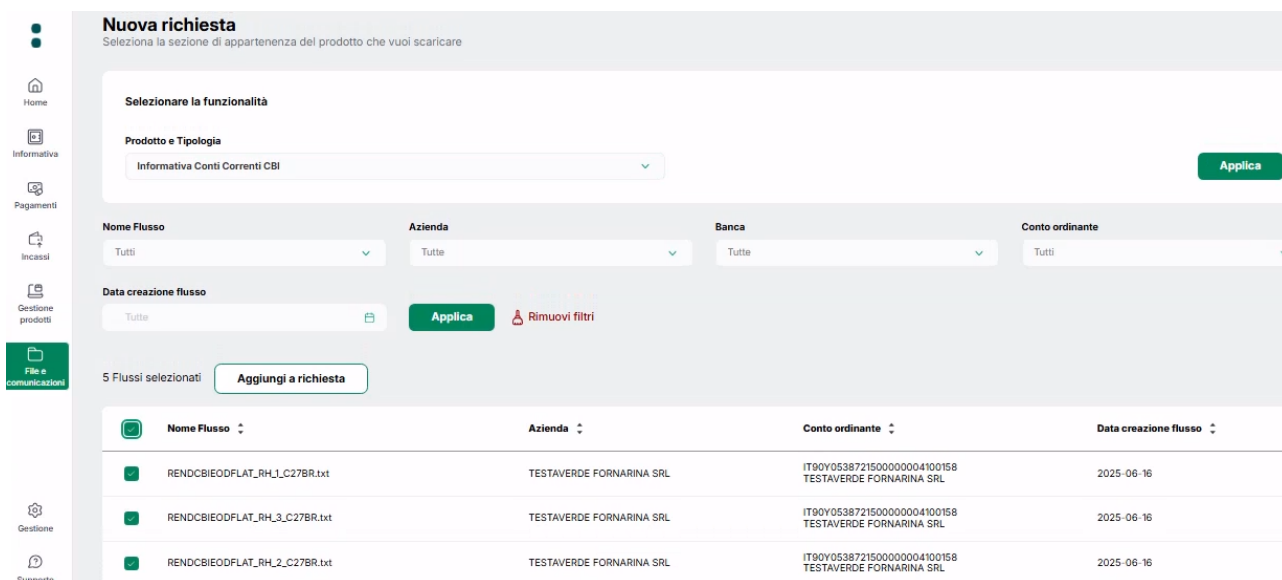 Nuova richiesta
Seleziona la sezione di appartenenza del prodotto che vuoi scaricare
Home
Informativa
Pagamenti
Incassi
Gestione
prodotti
File e
comunicazioni
Gestione
Supporto
Selezionare la funzionalità
Prodotto e Tipologia
Informativa Conti Correnti CBI
Applica
Nome Flusso Azienda Banca Conto ordinante
Tutti Tutte Tutte Tutti
Data creazione flusso
Tutte Applica Rimuovi filtri
5 Flussi selezionati Aggiungi a richiesta
Nome Flusso Azienda Conto ordinante Data creazione flusso
RENDCBIEODFLAT_RH_1_C27BR.txt TESTAVERDE FORNARINA SRL IT90Y0538721500000004100158 2025-06-16
TESTAVERDE FORNARINA SRL
RENDCBIEODFLAT_RH_3_C27BR.txt TESTAVERDE FORNARINA SRL IT90Y0538721500000004100158 2025-06-16
TESTAVERDE FORNARINA SRL
RENDCBIEODFLAT_RH_2_C27BR.txt TESTAVERDE FORNARINA SRL IT90Y0538721500000004100158 2025-06-16
TESTAVERDE FORNARINA SRL